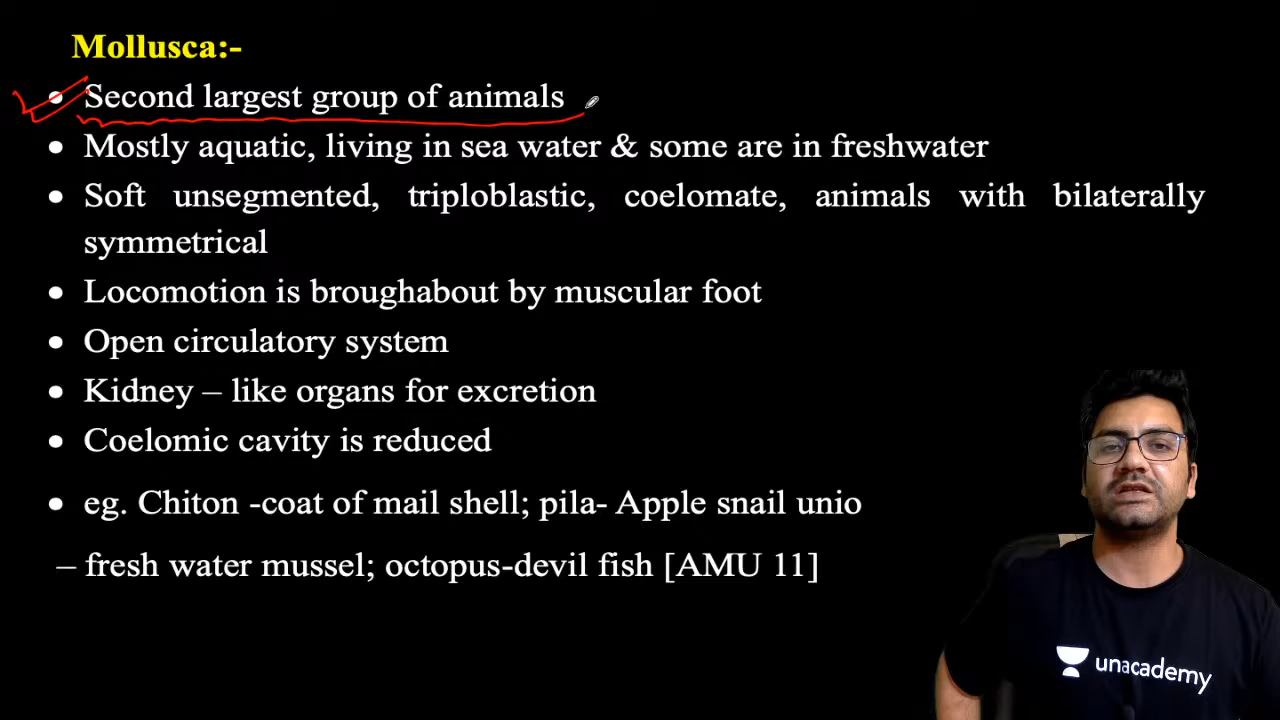 Mollusca:-
• Second largest group of animals
• Mostly aquatic, living in sea water & some are in freshwater
• Soft unsegmented, triploblastic, coelomate, animals with bilaterally
symmetrical
• Locomotion is broughabout by muscular foot
• Open circulatory system
• Kidney – like organs for excretion
• Coelomic cavity is reduced
• eg. Chiton -coat of mail shell; pila- Apple snail unio
– fresh water mussel; octopus-devil fish [AMU 11]
unacademy